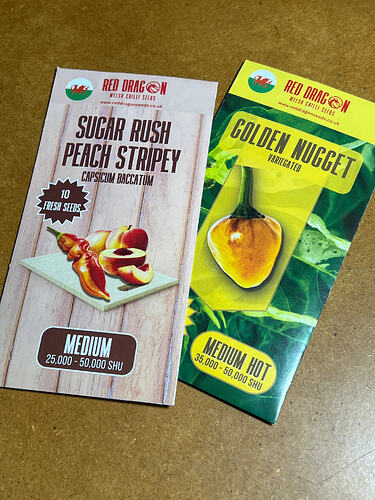 RED DRAGON
WELSH CHILLI SEEDS
www.reddragonseeds.co.uk
SUGAR RUSH
PEACH STRIPEY
CAPSICUM BACCATUM
10
FRESH SEEDS
MEDIUM
25,000 - 50,000 SHU
RED DRAGON
WELSH CHILLI SEEDS
www.reddragonseeds.co.uk
GOLDEN NUGGET
VARIEGATED
MEDIUM HOT
35,000 - 50,000 SHU